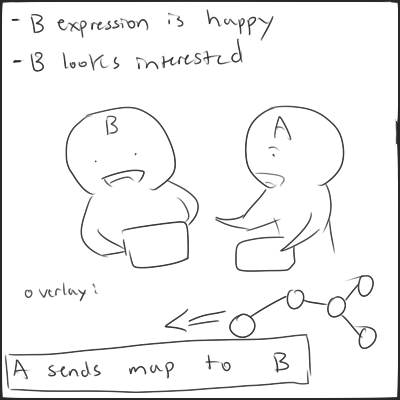 - B expression is happy
- B looks interested
B
A
overlay:
A sends map to B